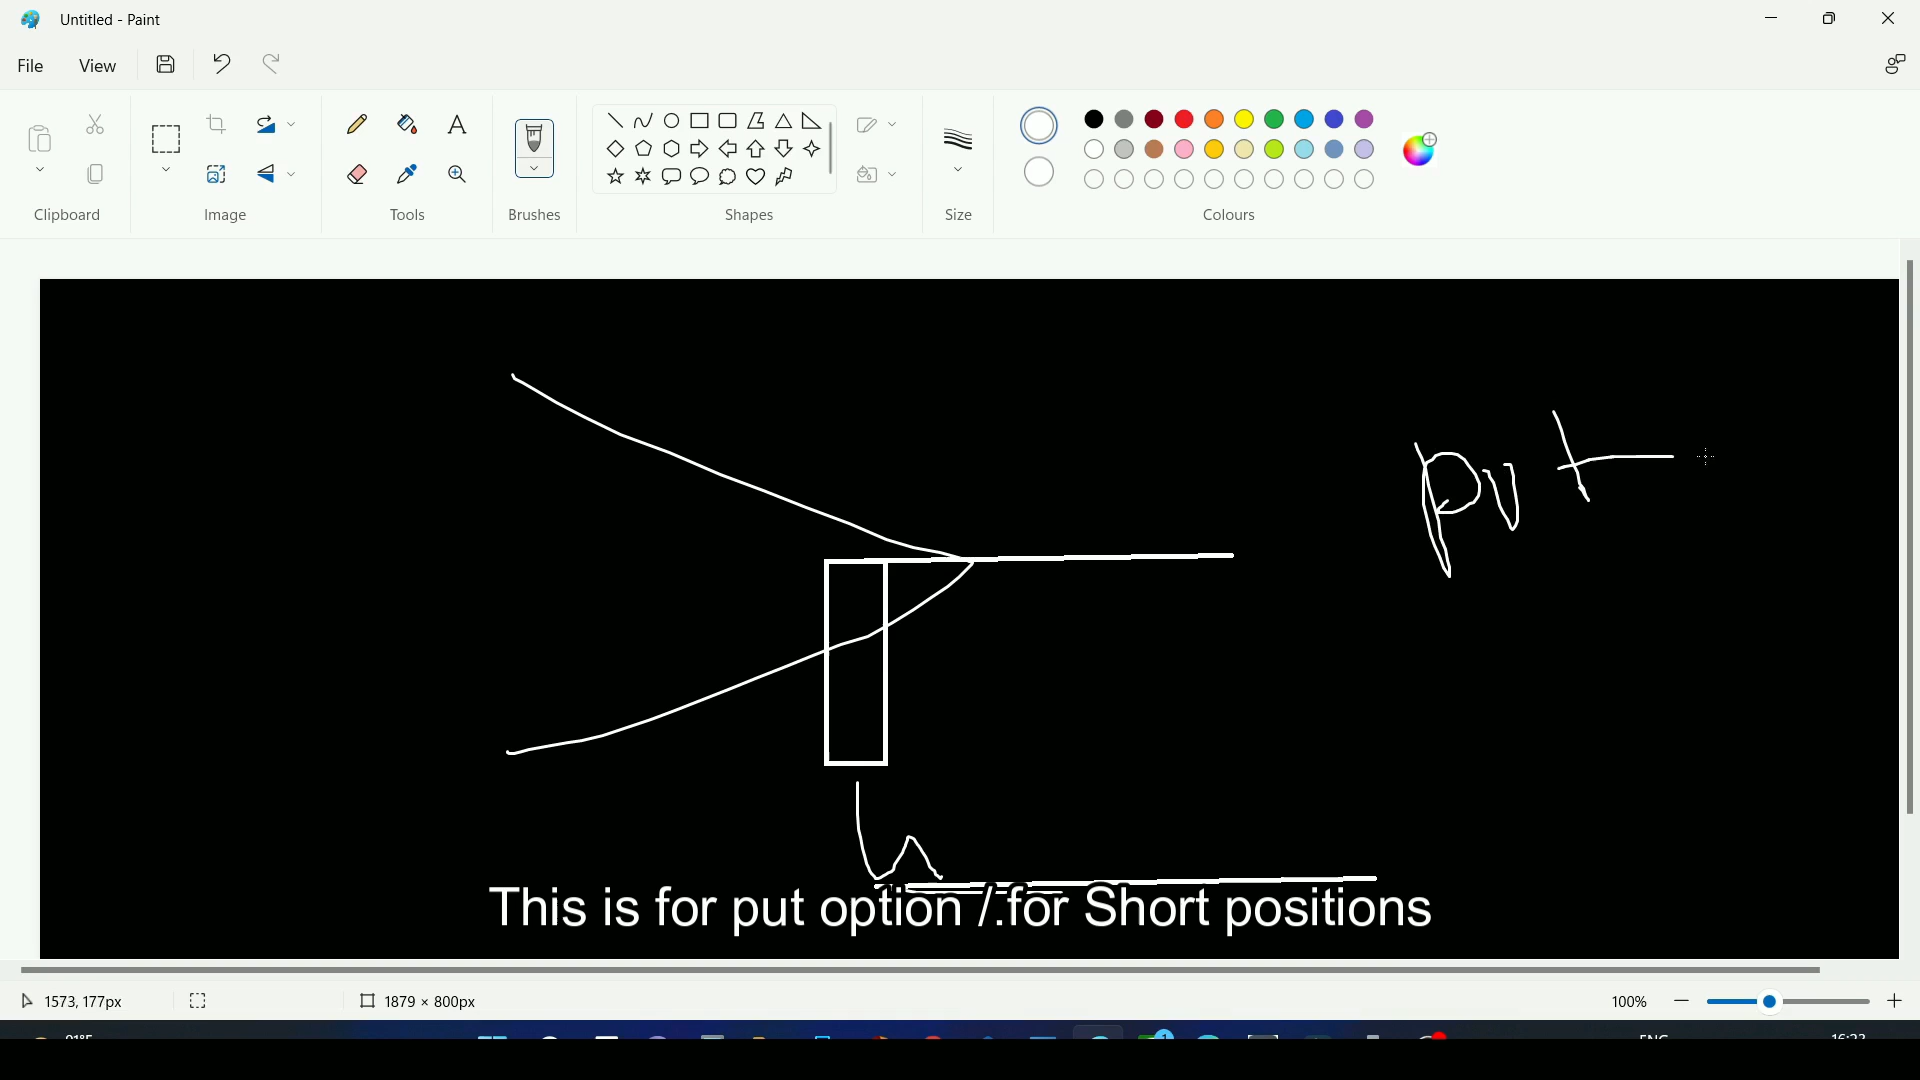 Untitled - Paint
File View
Clipboard Image Tools Brushes Shapes Size Colours
put
This is for put option /.for Short positions
1573, 177px 1879 × 800px 100%